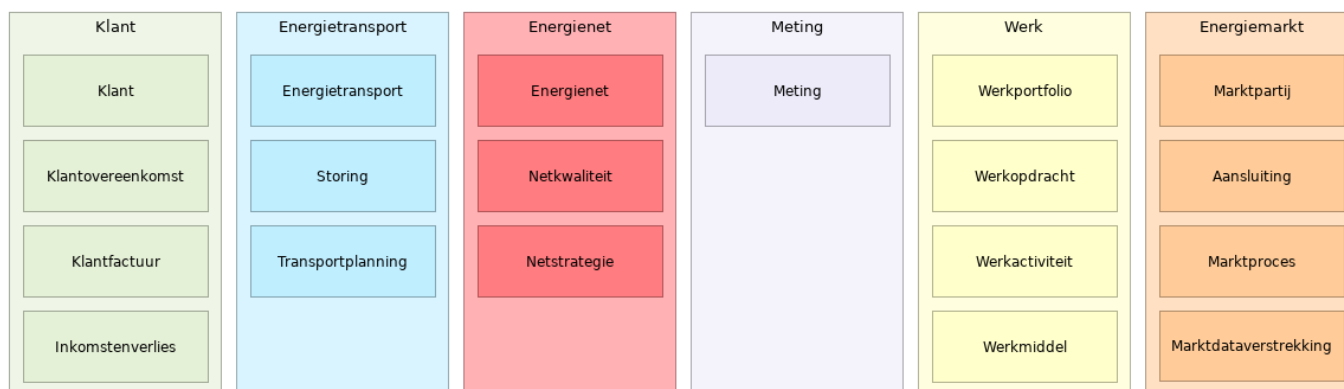 Klant
Klant
Klantovereenkomst
Klantfactuur
Inkomstenverlies
Energietransport
Energietransport
Storing
Transportplanning
Energienet
Energienet
Netkwaliteit
Netstrategie
Meting
Meting
Werk
Werkportfolio
Werkopdracht
Werkactiviteit
Werkmiddel
Energiemarkt
Marktpartij
Aansluiting
Marktproces
Marktdataverstrekking